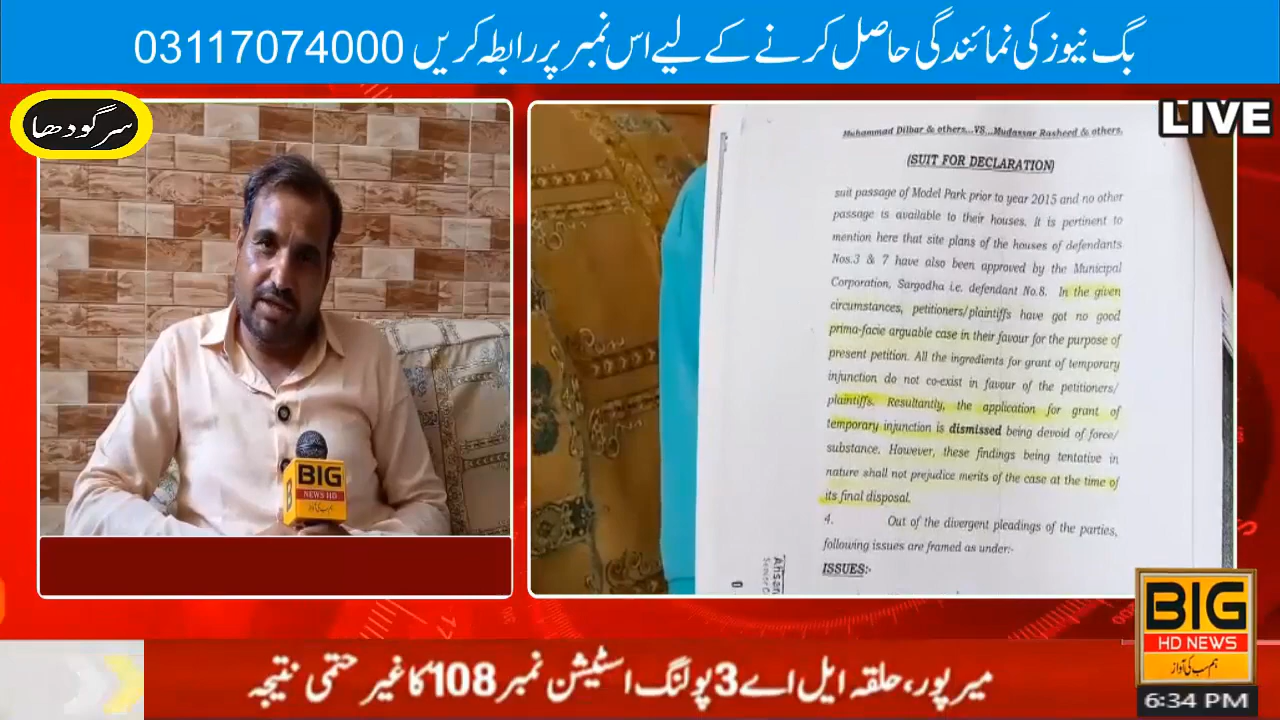 بگ نیوز کی نمائندگی حاصل کرنے کے لیے اس نمبر پر رابطہ کریں 03117074000
سرگودھا
LIVE
Muhammad Dilbar & others...VS...Mudassar Rasheed & others.
(SUIT FOR DECLARATION)
suit passage of Model Park prior to year 2015 and no other
passage is available to their houses. It is pertinent to
mention here that site plans of the houses of defendants
Nos.3 & 7 have also been approved by the Municipal
Corporation, Sargodha i.e. defendant No.8. In the given
circumstances, petitioners/plaintiffs have got no good
prima-facie arguable case in their favour for the purpose of
present petition. All the ingredients for grant of temporary
injunction do not co-exist in favour of the petitioners/
plaintiffs. Resultantly, the application for grant of
temporary injunction is dismissed being devoid of force/
substance. However, these findings being tentative in
nature shall not prejudice merits of the case at the time of
its final disposal.
4. Out of the divergent pleadings of the parties,
following issues are framed as under:-
ISSUES:-
Ahsan
BIG
NEWS HD
ہم سب کی آواز
B
BIG
HD NEWS
ہم سب کی آواز
6:34 PM
میرپور، حلقہ ایل اے 3 پولنگ اسٹیشن نمبر 108 کا غیر حتمی نتیجہ